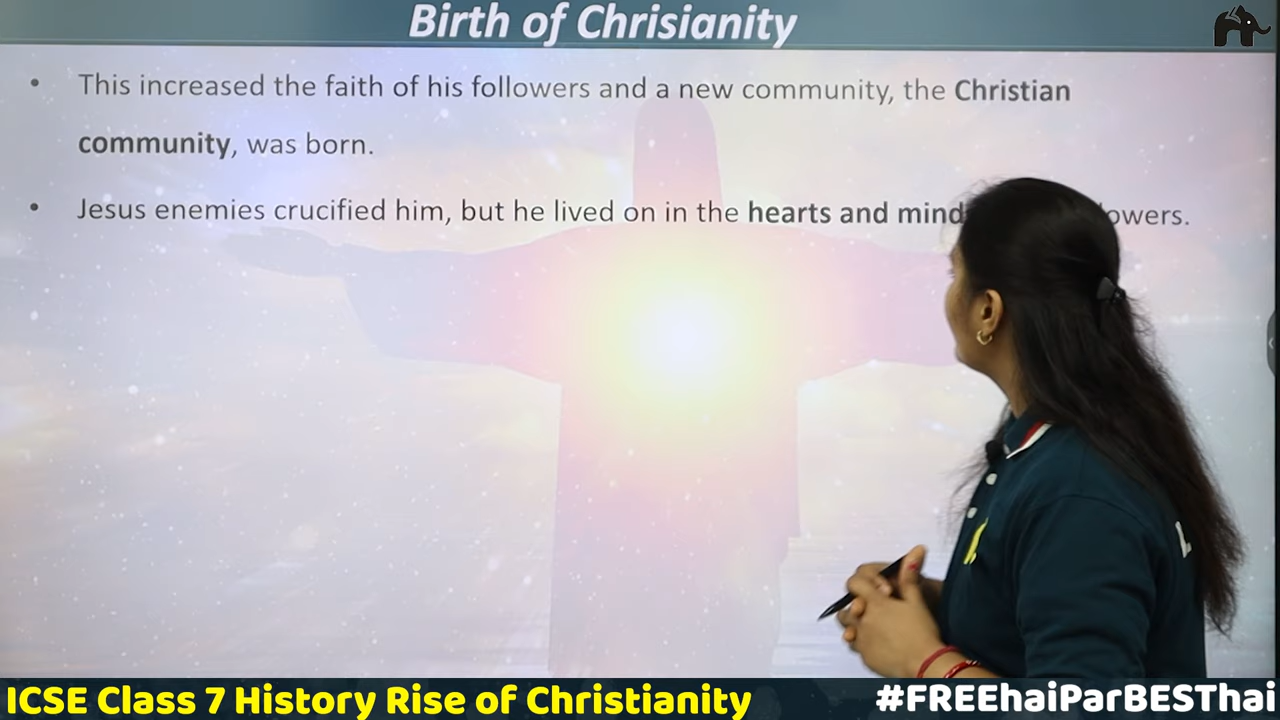 Birth of Chrisianity
• This increased the faith of his followers and a new community, the Christian
community, was born.
• Jesus enemies crucified him, but he lived on in the hearts and mind owers.
L
ICSE Class 7 History Rise of Christianity
#FREEhaiParBESThai